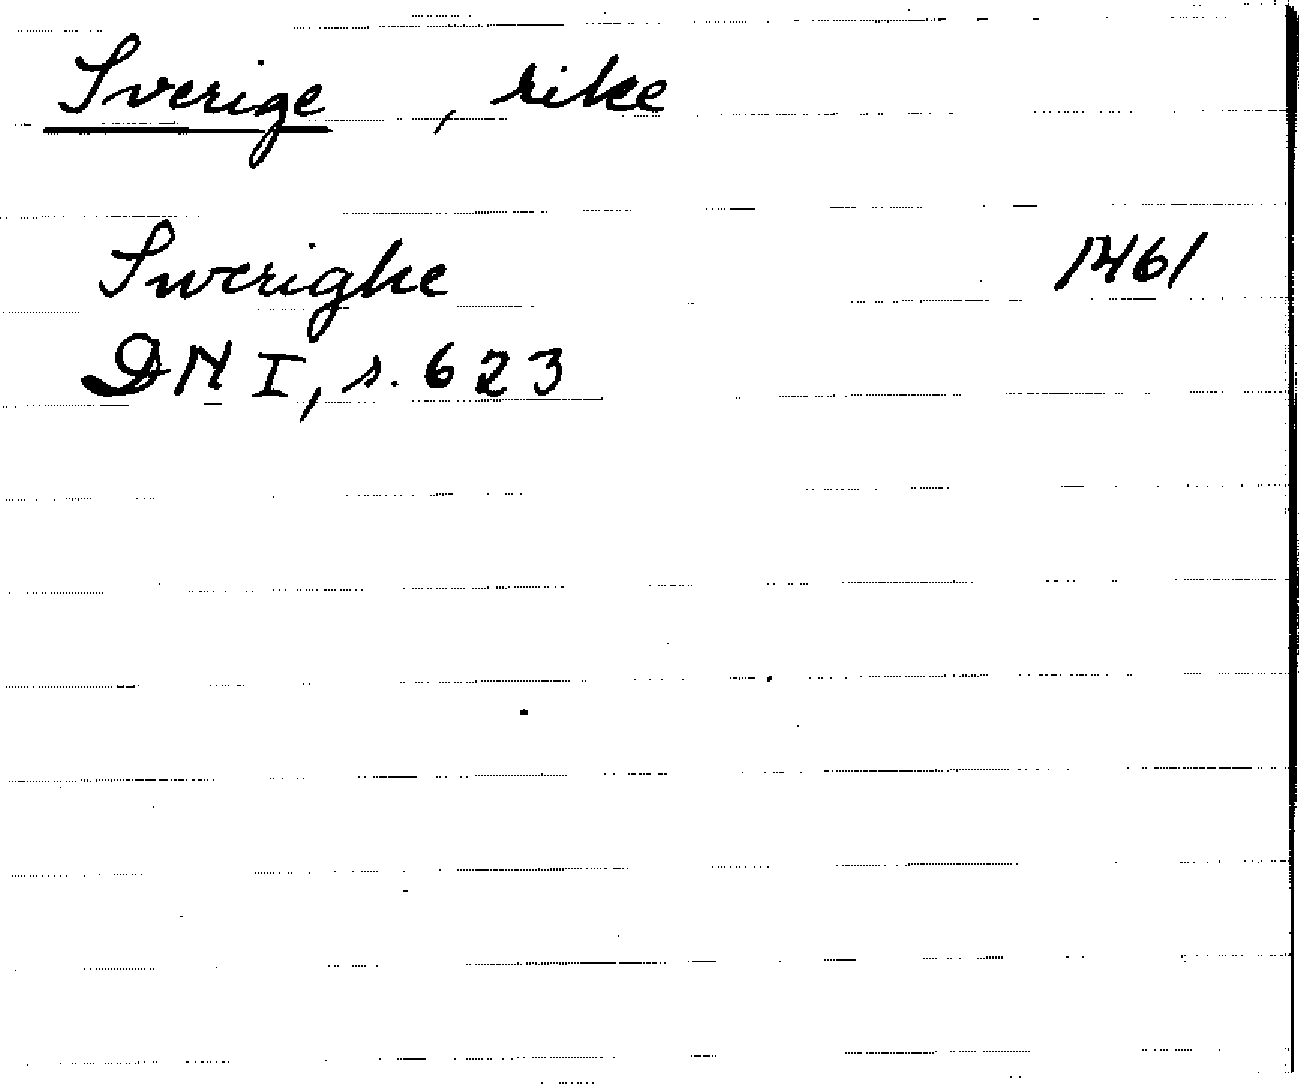 Sverige, rike
Swerighe 1461
DN I, s. 623